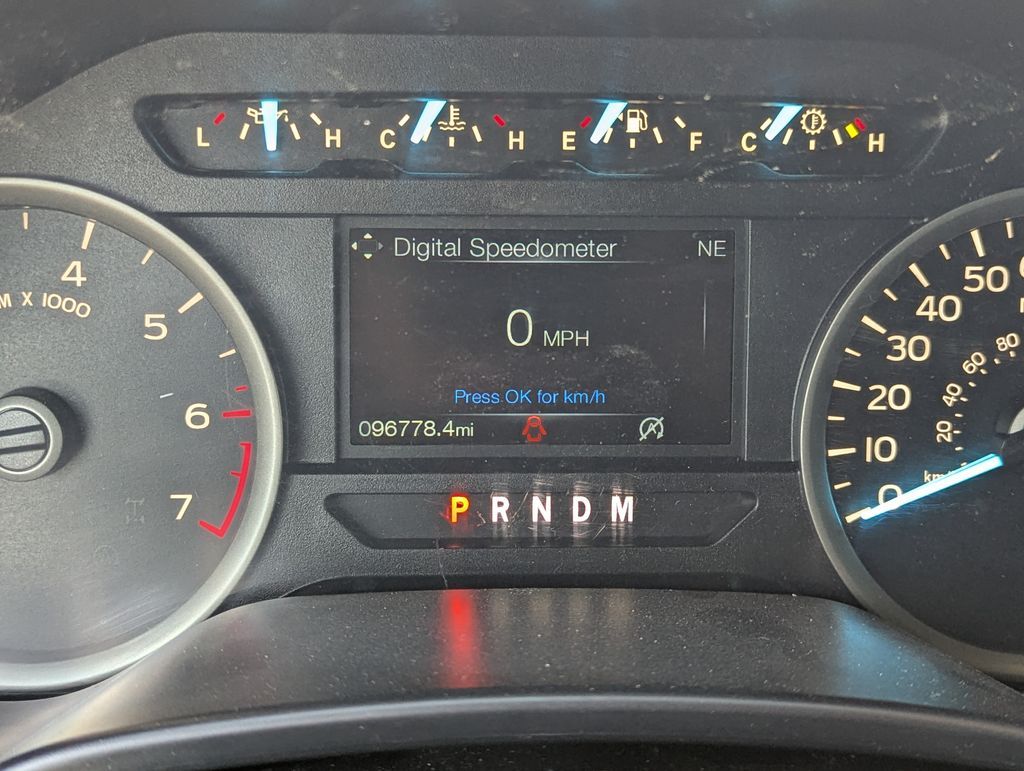 L H C H E F C H
Digital Speedometer NE
0 MPH
Press OK for km/h
096778.4mi
P R N D M
4
5
6
7
X 1000
50
40
30
20
10
0
80
60
40
20